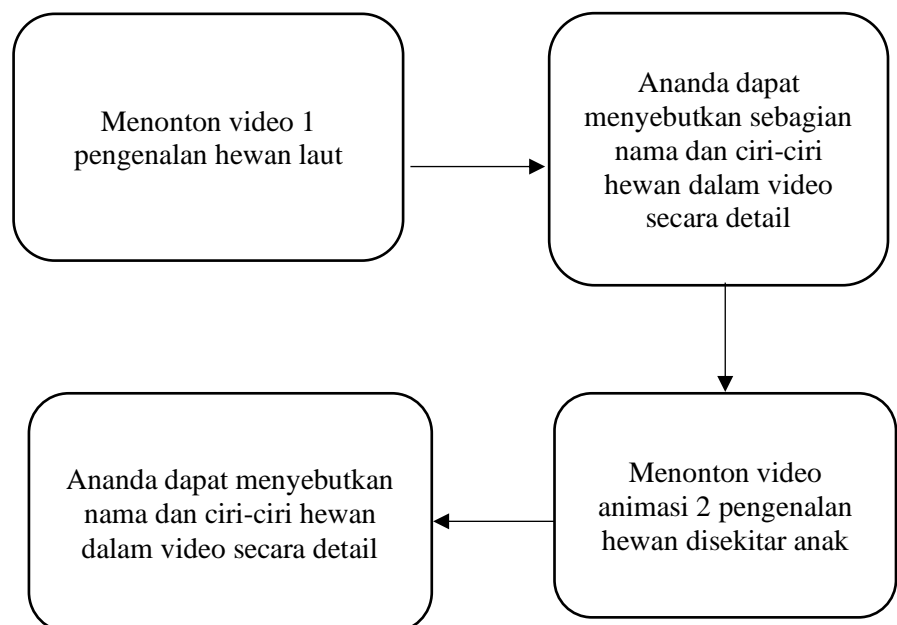 Menonton video 1
pengenalan hewan laut
Ananda dapat
menyebutkan sebagian
nama dan ciri-ciri
hewan dalam video
secara detail
Menonton video
animasi 2 pengenalan
hewan disekitar anak
Ananda dapat menyebutkan
nama dan ciri-ciri hewan
dalam video secara detail